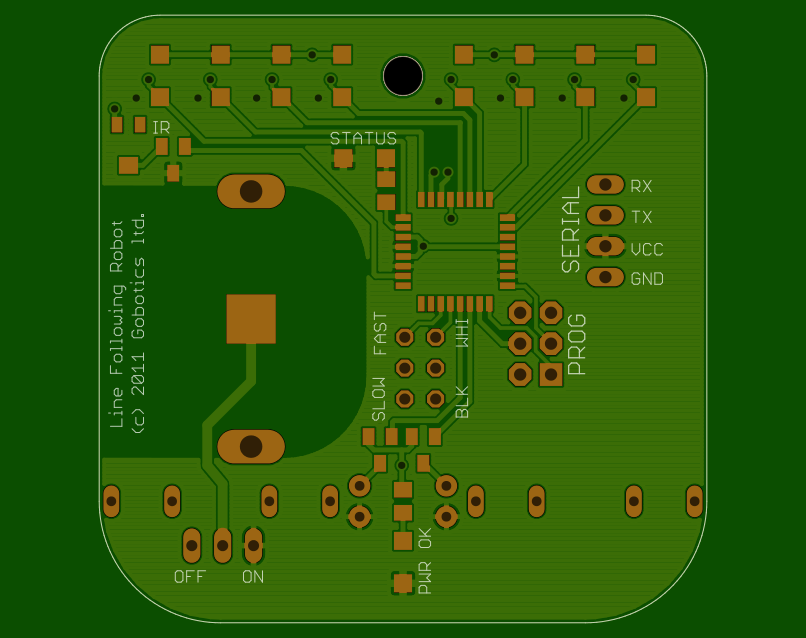 IR
STATUS
RX
TX
VCC
GND
SERIAL
Line Following Robot
(c) 2011 Gobotics ltd.
FAST
WHI
PROG
SLOW
BLK
OFF
ON
PWR OK